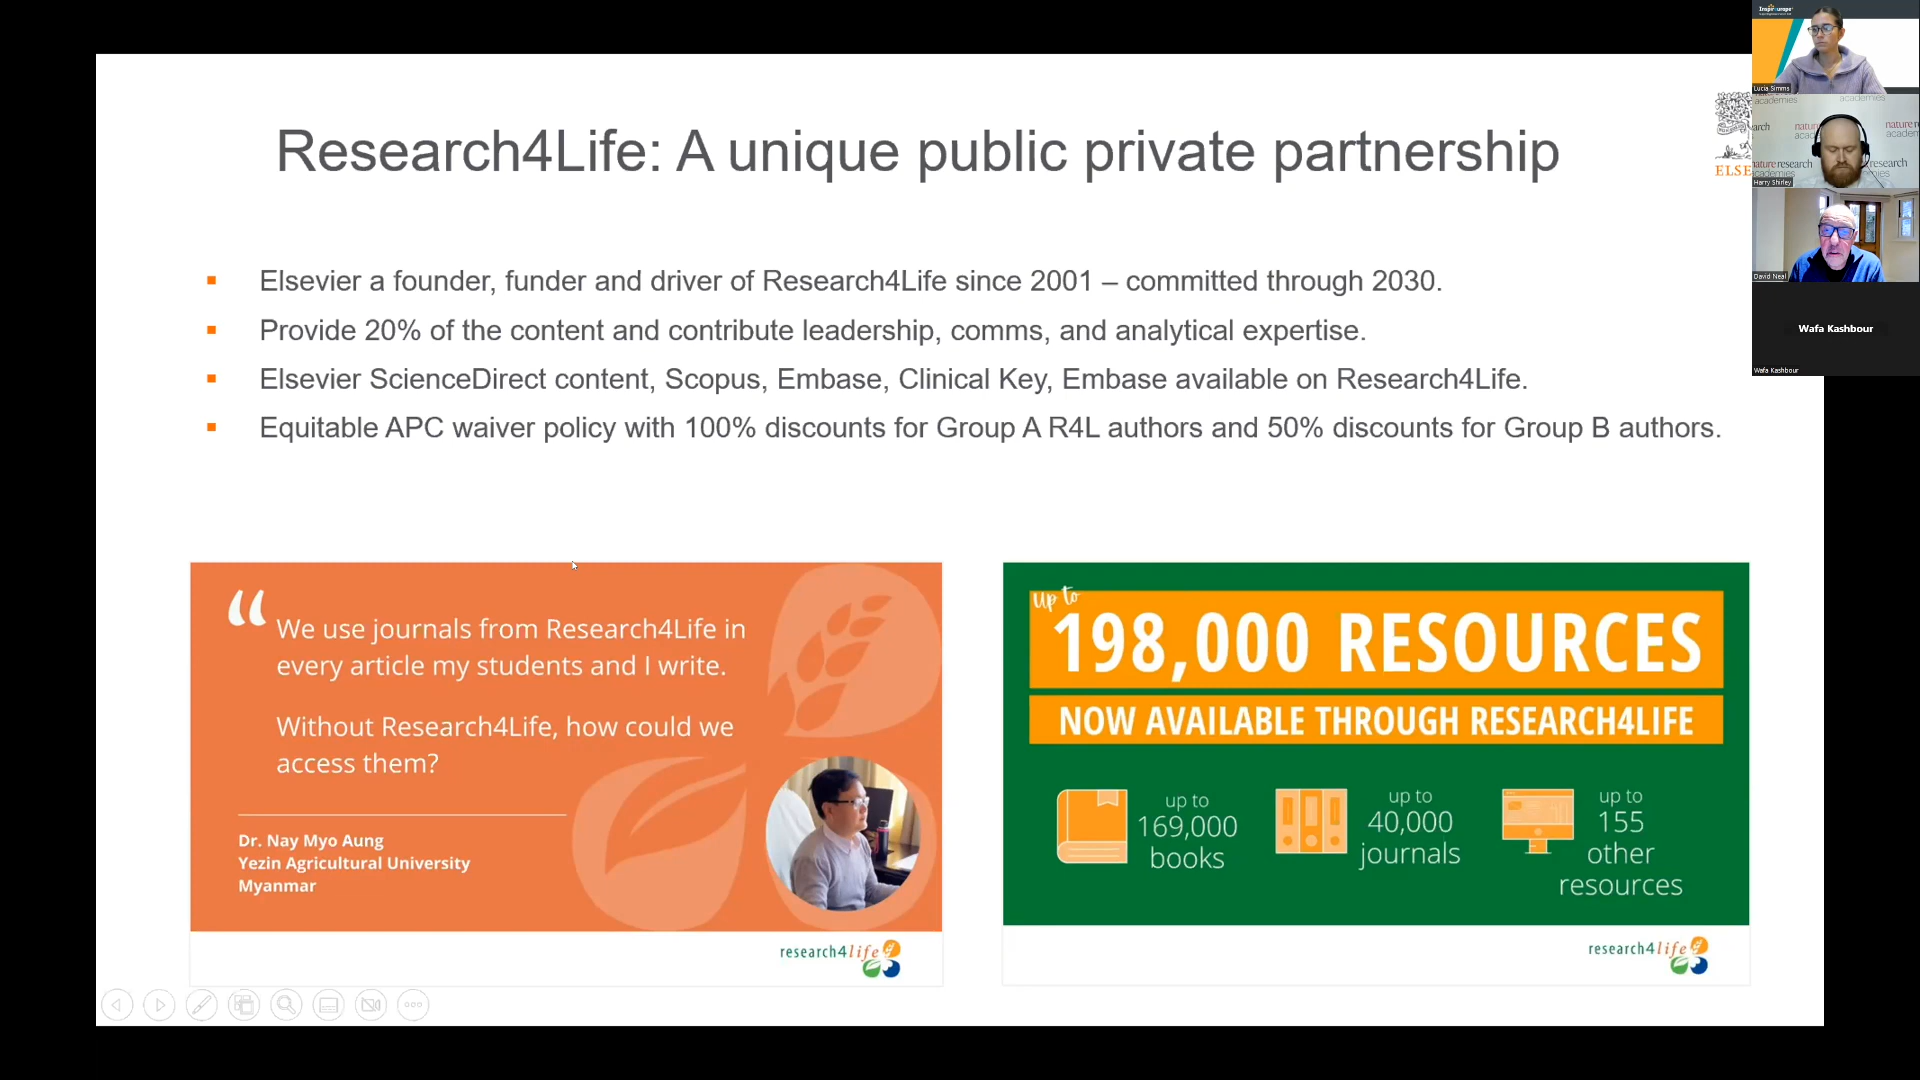 Research4Life: A unique public private partnership
ELSE
Elsevier a founder, funder and driver of Research4Life since 2001 – committed through 2030.
Provide 20% of the content and contribute leadership, comms, and analytical expertise.
Elsevier ScienceDirect content, Scopus, Embase, Clinical Key, Embase available on Research4Life.
Equitable APC waiver policy with 100% discounts for Group A R4L authors and 50% discounts for Group B authors.
“
We use journals from Research4Life in
every article my students and I write.
Without Research4Life, how could we
access them?
Dr. Nay Myo Aung
Yezin Agricultural University
Myanmar
research4life
up to
198,000 RESOURCES
NOW AVAILABLE THROUGH RESEARCH4LIFE
up to
169,000
books
up to
40,000
journals
up to
155
other
resources
research4life
Lucia Simms
academies
academies
nature research
research
Harry Shirley
David Neal
Wafa Kashbour
Wafa Kashbour